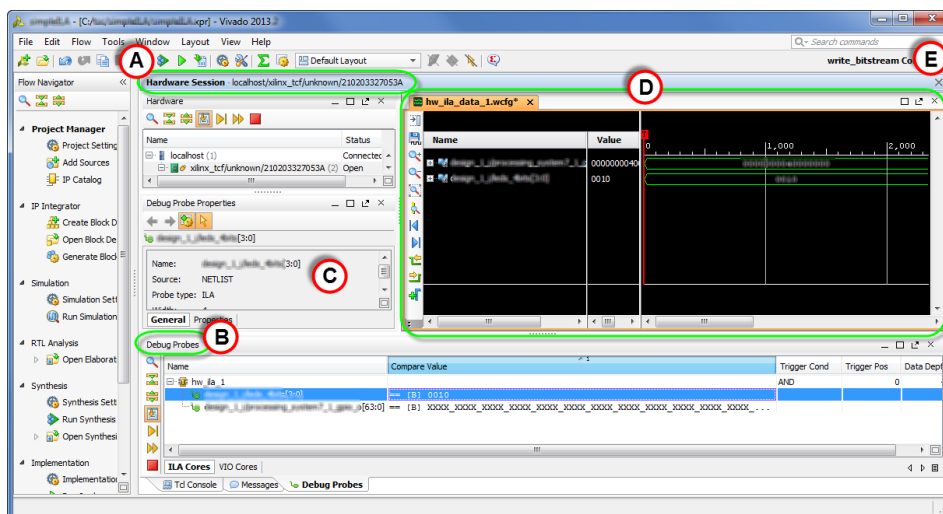 - [C:/ .xpr] - Vivado 2013.
File Edit Flow Tools Window Layout View Help
Search commands
A
Default Layout
write_bitstream Co
E
Flow Navigator
Hardware Session - localhost/xilinx_tcf/unknown/210203327053A
D
Hardware
hw_ila_data_1.wcfg*
Project Manager
Project Setting
Add Sources
IP Catalog
IP Integrator
Create Block D
Open Block De
Generate Block
Simulation
Simulation Sett
Run Simulation
RTL Analysis
Open Elaborat
Synthesis
Synthesis Sett
Run Synthesis
Open Synthesi
Implementation
Implementation
Name Status
localhost (1) Connected
xilinx_tcf/unknown/210203327053A (2) Open
Debug Probe Properties
[3:0]
Name: [3:0]
Source: NETLIST
Probe type: ILA
C
General Properties
Name Value
0 1,000 2,000
0010
B
Debug Probes
Name Compare Value Trigger Cond Trigger Pos Data Dept
hw_ila_1 AND 0
[3:0] == [B] 0010
[63:0] == [B] XXXX_XXXX_XXXX_XXXX_XXXX_XXXX_XXXX_XXXX_XXXX_XXXX_XXXX_...
ILA Cores VIO Cores
Tcl Console Messages Debug Probes